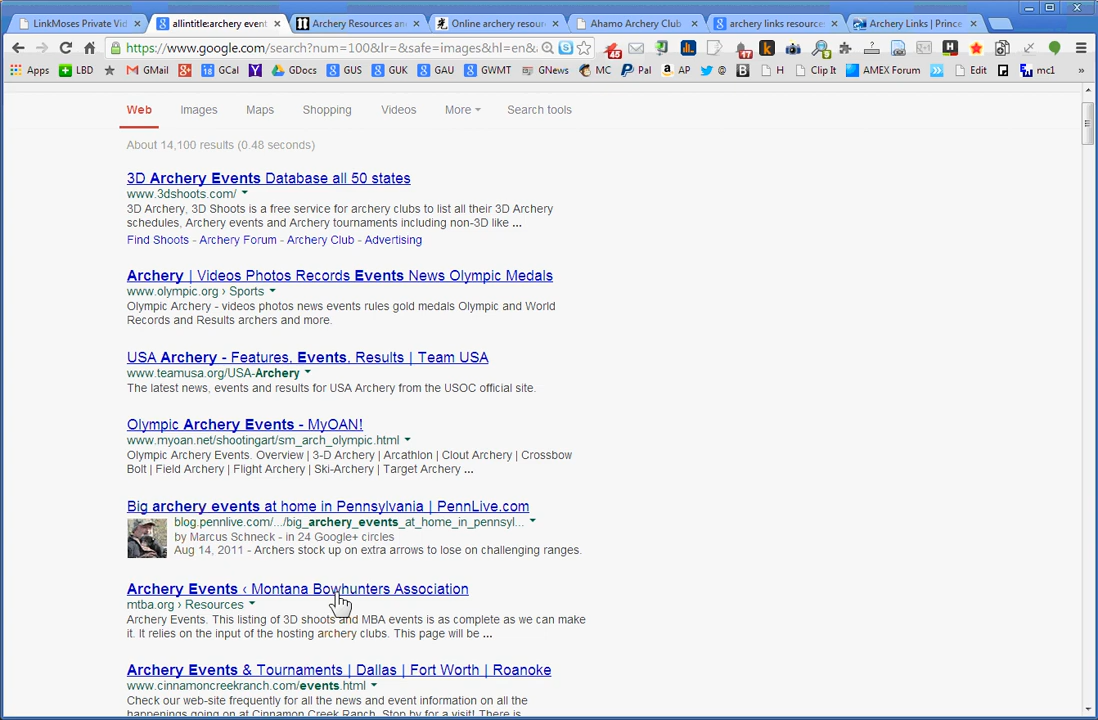 LinkMoses Private Vid
allintitle:archery event
Archery Resources an
Online archery resourc
Ahamo Archery Club
archery links resources
Archery Links | Prince
https://www.google.com/search?num=100&lr=&safe=images&hl=en&
Apps LBD GMail GCal GDocs GUS GUK GAU GWMT GNews MC Pal AP @ H Clip It AMEX Forum Edit mc1 »
Web Images Maps Shopping Videos More Search tools
About 14,100 results (0.48 seconds)
3D Archery Events Database all 50 states
www.3dshoots.com/
3D Archery, 3D Shoots is a free service for archery clubs to list all their 3D Archery
schedules, Archery events and Archery tournaments including non-3D like ...
Find Shoots - Archery Forum - Archery Club - Advertising
Archery | Videos Photos Records Events News Olympic Medals
www.olympic.org › Sports
Olympic Archery - videos photos news events rules gold medals Olympic and World
Records and Results archers and more.
USA Archery - Features, Events, Results | Team USA
www.teamusa.org/USA-Archery
The latest news, events and results for USA Archery from the USOC official site.
Olympic Archery Events - MyOAN!
www.myoan.net/shootingart/sm_arch_olympic.html
Olympic Archery Events. Overview | 3-D Archery | Arcathlon | Clout Archery | Crossbow
Bolt | Field Archery | Flight Archery | Ski-Archery | Target Archery ...
Big archery events at home in Pennsylvania | PennLive.com
blog.pennlive.com/.../big_archery_events_at_home_in_pennsyl...
by Marcus Schneck - in 24 Google+ circles
Aug 14, 2011 - Archers stock up on extra arrows to lose on challenging ranges.
Archery Events ‹ Montana Bowhunters Association
mtba.org › Resources
Archery Events. This listing of 3D shoots and MBA events is as complete as we can make
it. It relies on the input of the hosting archery clubs. This page will be ...
Archery Events & Tournaments | Dallas | Fort Worth | Roanoke
www.cinnamoncreekranch.com/events.html
Check our web-site frequently for all the news and event information on all the
happenings going on at Cinnamon Creek Ranch. Stop by for a visit! There is